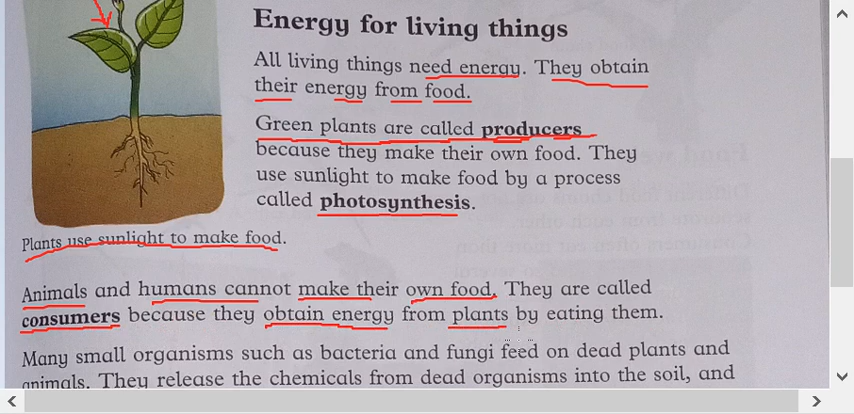 Energy for living things
All living things need energy. They obtain
their energy from food.
Green plants are called producers
because they make their own food. They
use sunlight to make food by a process
called photosynthesis.
Plants use sunlight to make food.
Animals and humans cannot make their own food. They are called
consumers because they obtain energy from plants by eating them.
Many small organisms such as bacteria and fungi feed on dead plants and
animals. They release the chemicals from dead organisms into the soil, and